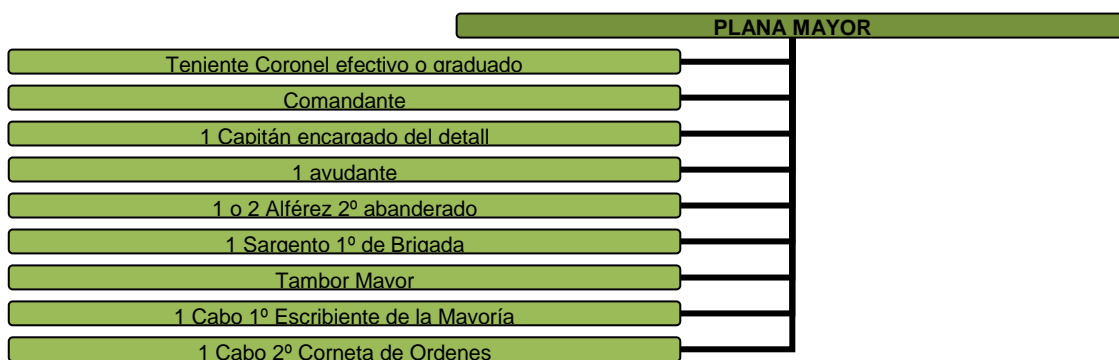 PLANA MAYOR
Teniente Coronel efectivo o graduado
Comandante
1 Capitán encargado del detall
1 ayudante
1 o 2 Alférez 2º abanderado
1 Sargento 1º de Brigada
Tambor Mayor
1 Cabo 1º Escribiente de la Mayoría
1 Cabo 2º Corneta de Ordenes